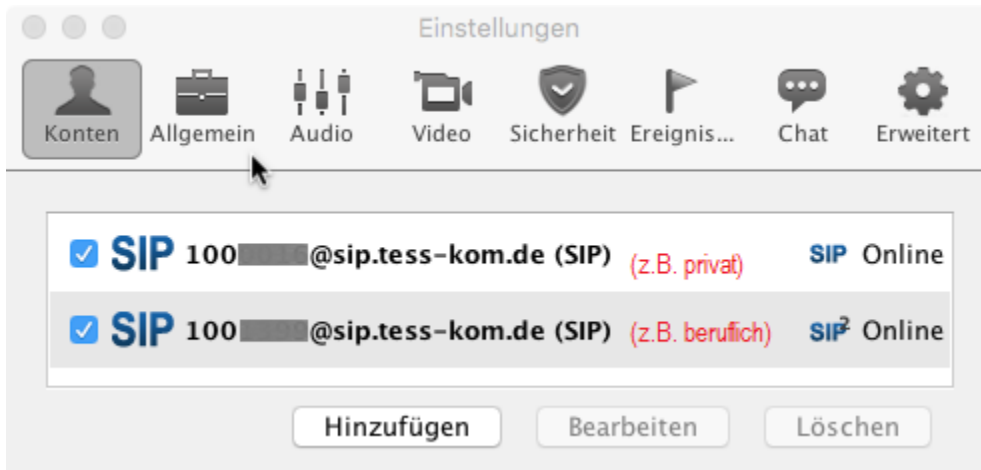 Einstellungen
Konten Allgemein Audio Video Sicherheit Ereignis... Chat Erweitert
SIP 100 @sip.tess-kom.de (SIP) (z.B. privat) SIP Online
SIP 100 @sip.tess-kom.de (SIP) (z.B. beruflich) SIP2 Online
Hinzufügen Bearbeiten Löschen